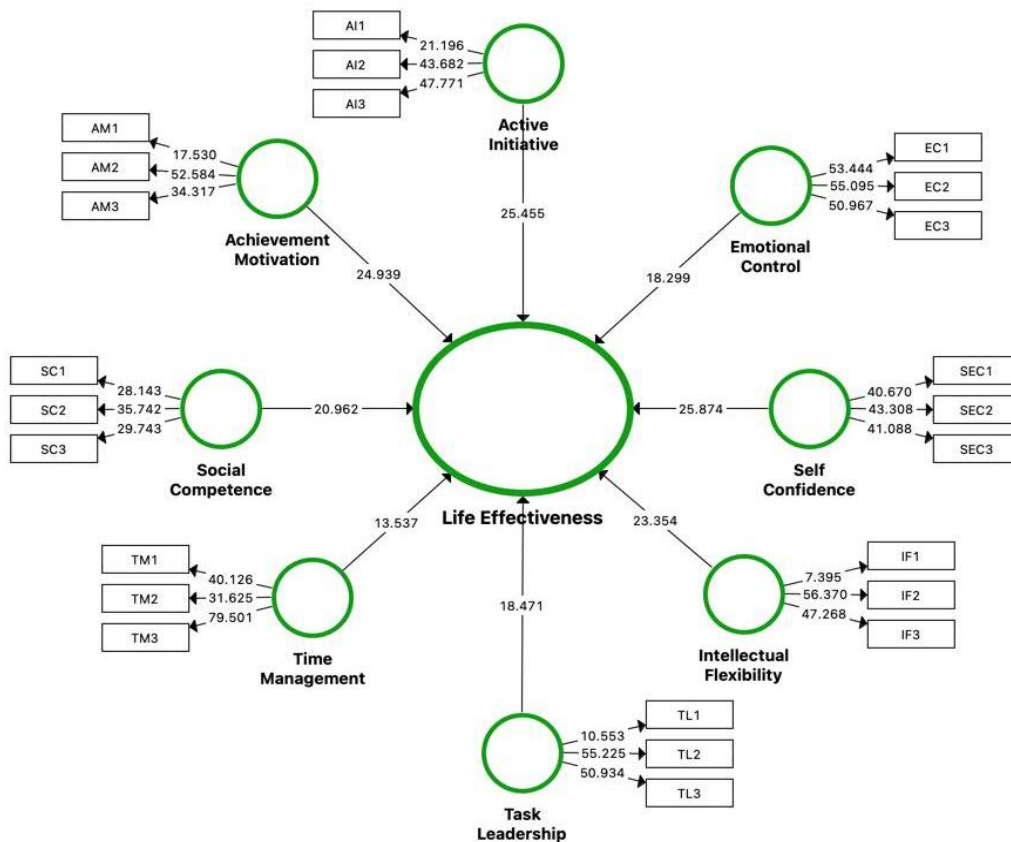 AI1
AI2
AI3
21.196
43.682
47.771
Active
Initiative
AM1
AM2
AM3
17.530
52.584
34.317
Achievement
Motivation
EC1
EC2
EC3
53.444
55.095
50.967
Emotional
Control
25.455
24.939
18.299
SC1
SC2
SC3
28.143
35.742
29.743
Social
Competence
20.962
25.874
SEC1
SEC2
SEC3
40.670
43.308
41.088
Self
Confidence
Life Effectiveness
13.537
23.354
18.471
TM1
TM2
TM3
40.126
31.625
79.501
Time
Management
IF1
IF2
IF3
7.395
56.370
47.268
Intellectual
Flexibility
TL1
TL2
TL3
10.553
55.225
50.934
Task
Leadership